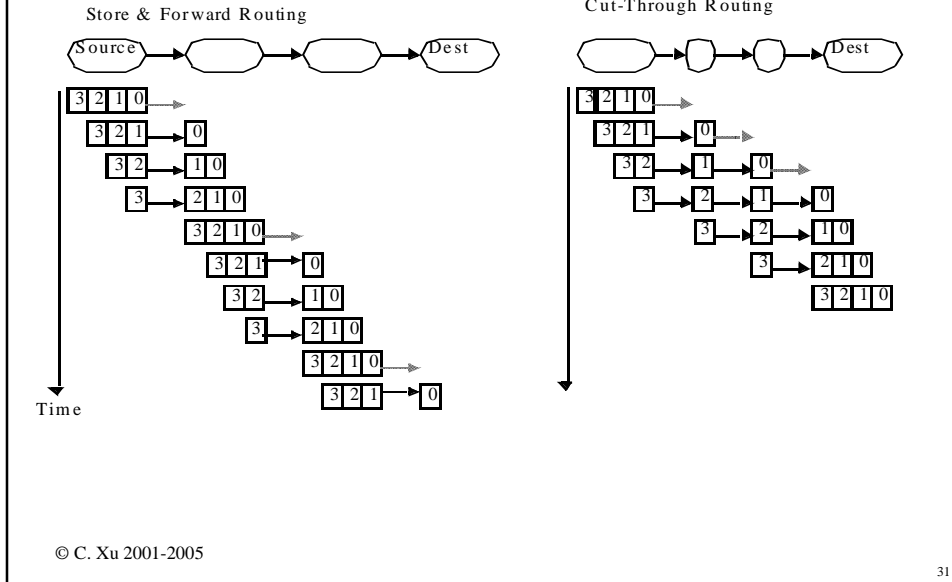 Store & Forward Routing
Source Dest
3 2 1 0
3 2 1 0
3 2 1 0
3 2 1 0
3 2 1 0
3 2 1 0
3 2 1 0
3 2 1 0
3 2 1 0
3 2 1 0
Time
Cut-Through Routing
Dest
3 2 1 0
3 2 1 0
3 2 1 0
3 2 1 0
3 2 1 0
3 2 1 0
3 2 1 0
© C. Xu 2001-2005
31